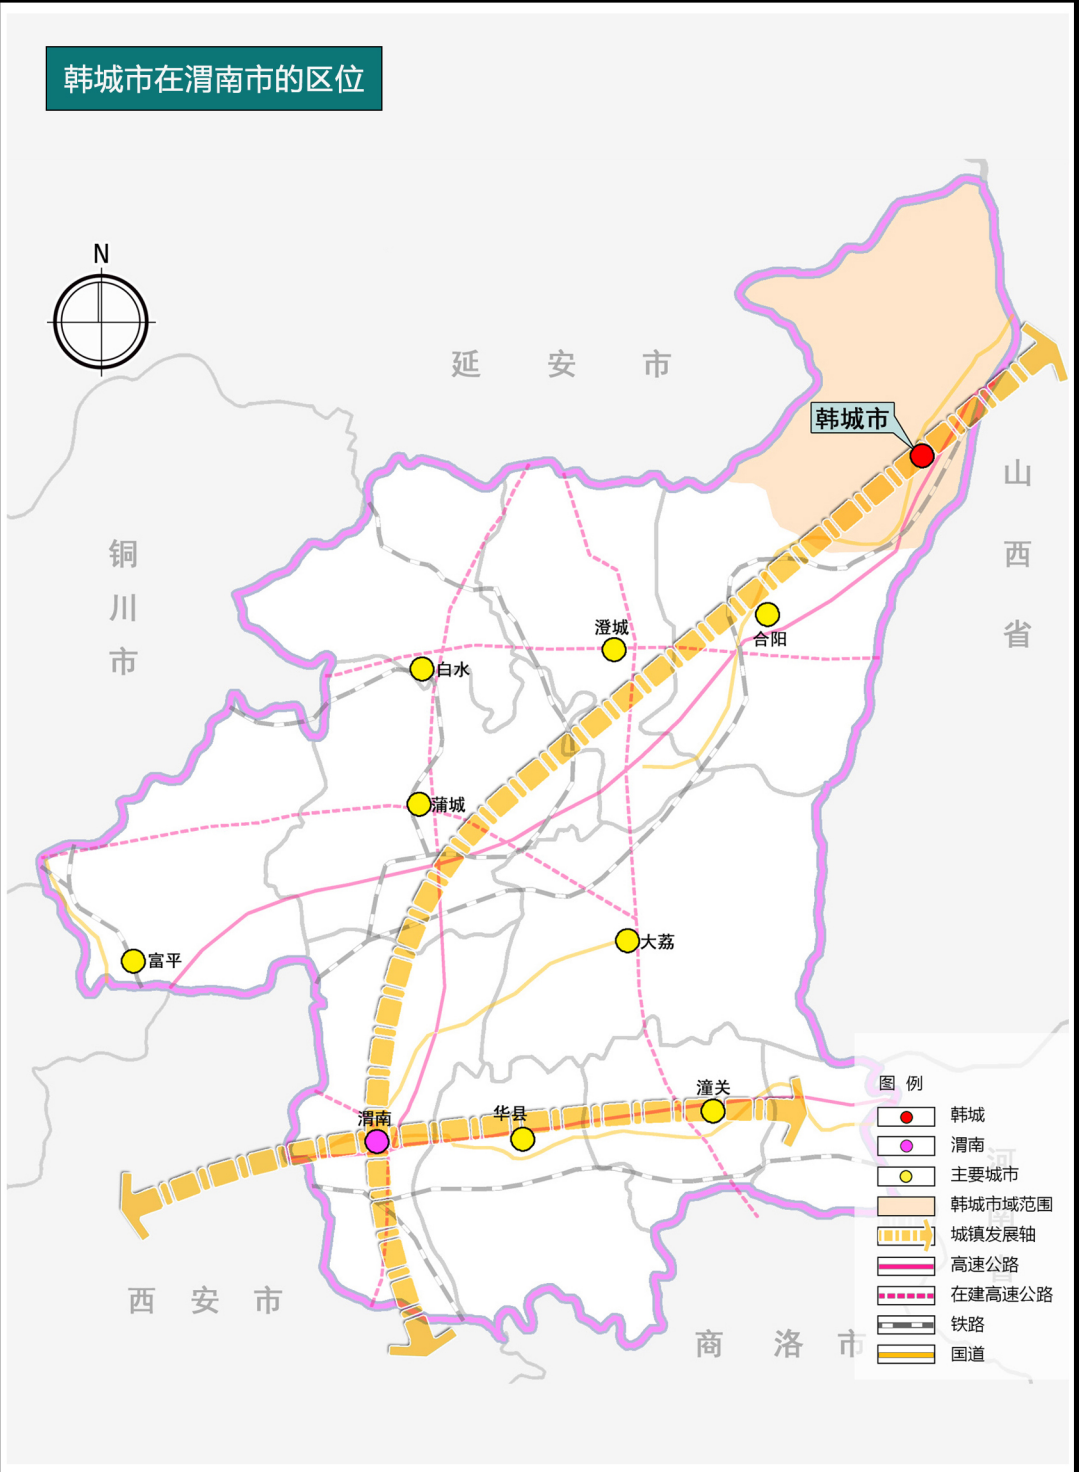 韩城市在渭南市的区位
N
延安市
韩城市
山西省
铜川市
澄城
合阳
白水
蒲城
富平
大荔
潼关
华县
渭南
西安市
商洛市
河南省
图例
韩城
渭南
主要城市
韩城市域范围
城镇发展轴
高速公路
在建高速公路
铁路
国道